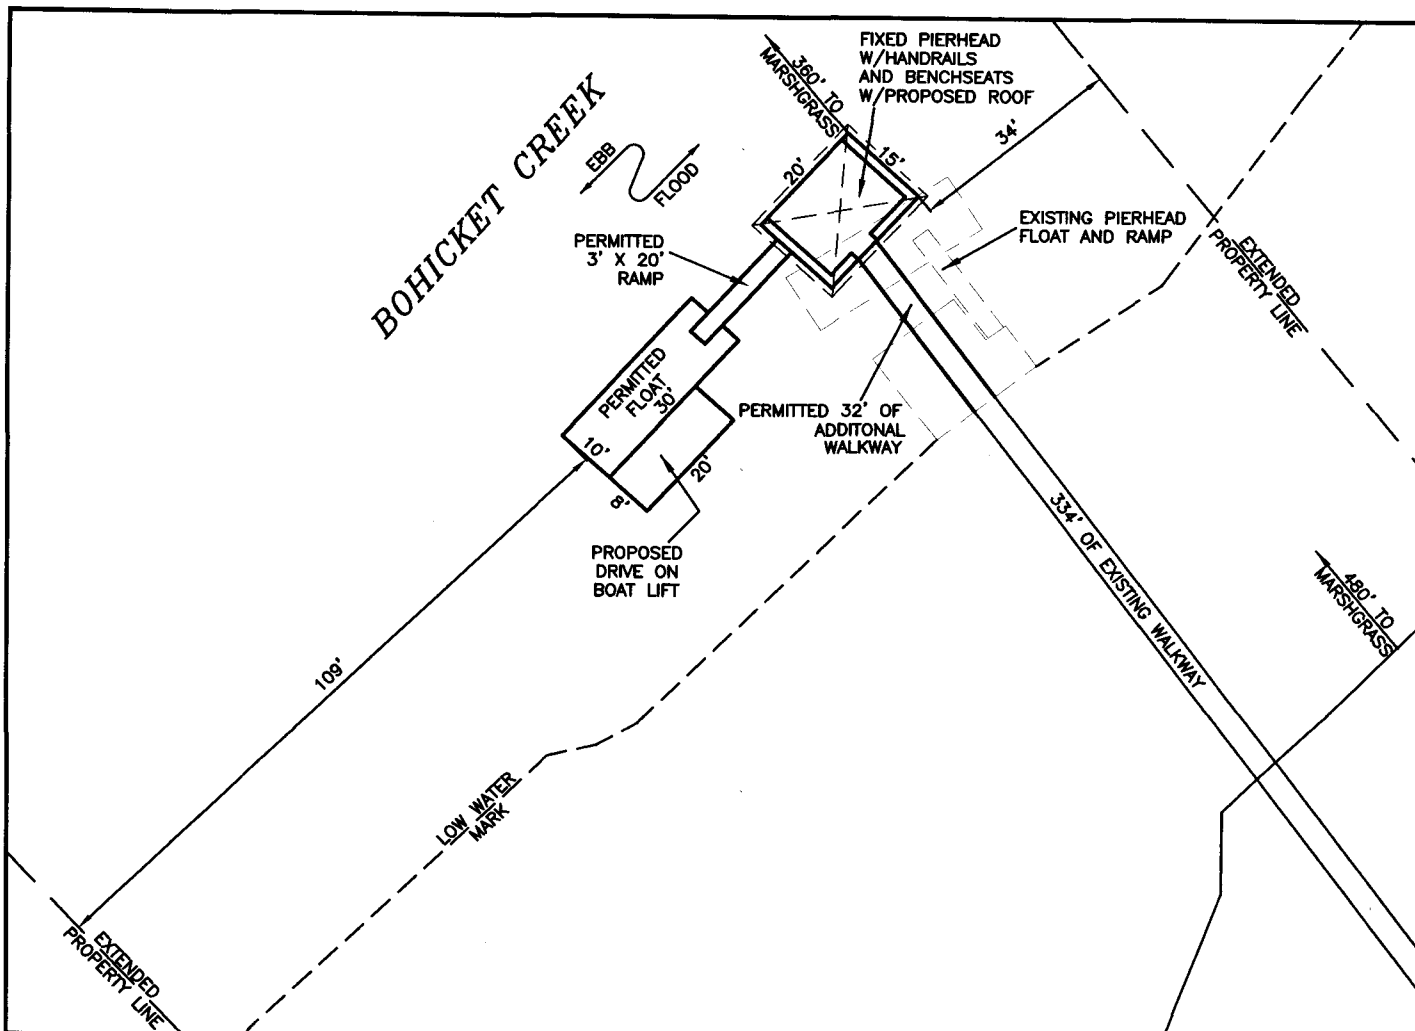 FIXED PIERHEAD
W/HANDRAILS
AND BENCHSEATS
W/PROPOSED ROOF
360' TO
MARSHGRASS
34'
BOHICKET CREEK
EBB
FLOOD
20'
15'
PERMITTED
3' X 20'
RAMP
EXISTING PIERHEAD
FLOAT AND RAMP
EXTENDED
PROPERTY LINE
PERMITTED
FLOAT
30'
10'
8'
20'
PERMITTED 32' OF
ADDITONAL
WALKWAY
PROPOSED
DRIVE ON
BOAT LIFT
334' OF EXISTING WALKWAY
480' TO
MARSHGRASS
109'
LOW WATER
MARK
EXTENDED
PROPERTY LINE